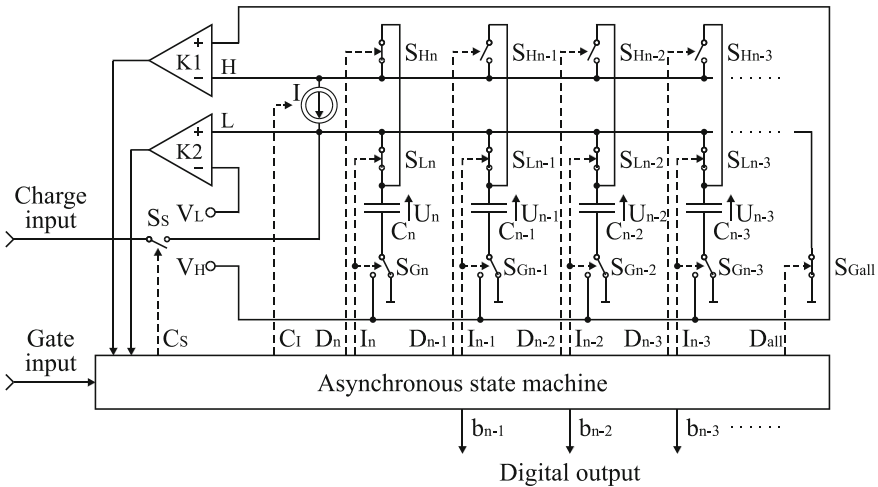 + K1 − H
S_Hn S_Hn-1 S_Hn-2 S_Hn-3
I
+ K2 − L
S_Ln S_Ln-1 S_Ln-2 S_Ln-3
Charge input
S_S V_L
U_n U_n-1 U_n-2 U_n-3
C_n C_n-1 C_n-2 C_n-3
V_H
S_Gn S_Gn-1 S_Gn-2 S_Gn-3 S_Gall
Gate input
C_S C_I D_n I_n D_n-1 I_n-1 D_n-2 I_n-2 D_n-3 I_n-3 D_all
Asynchronous state machine
b_n-1 b_n-2 b_n-3
Digital output